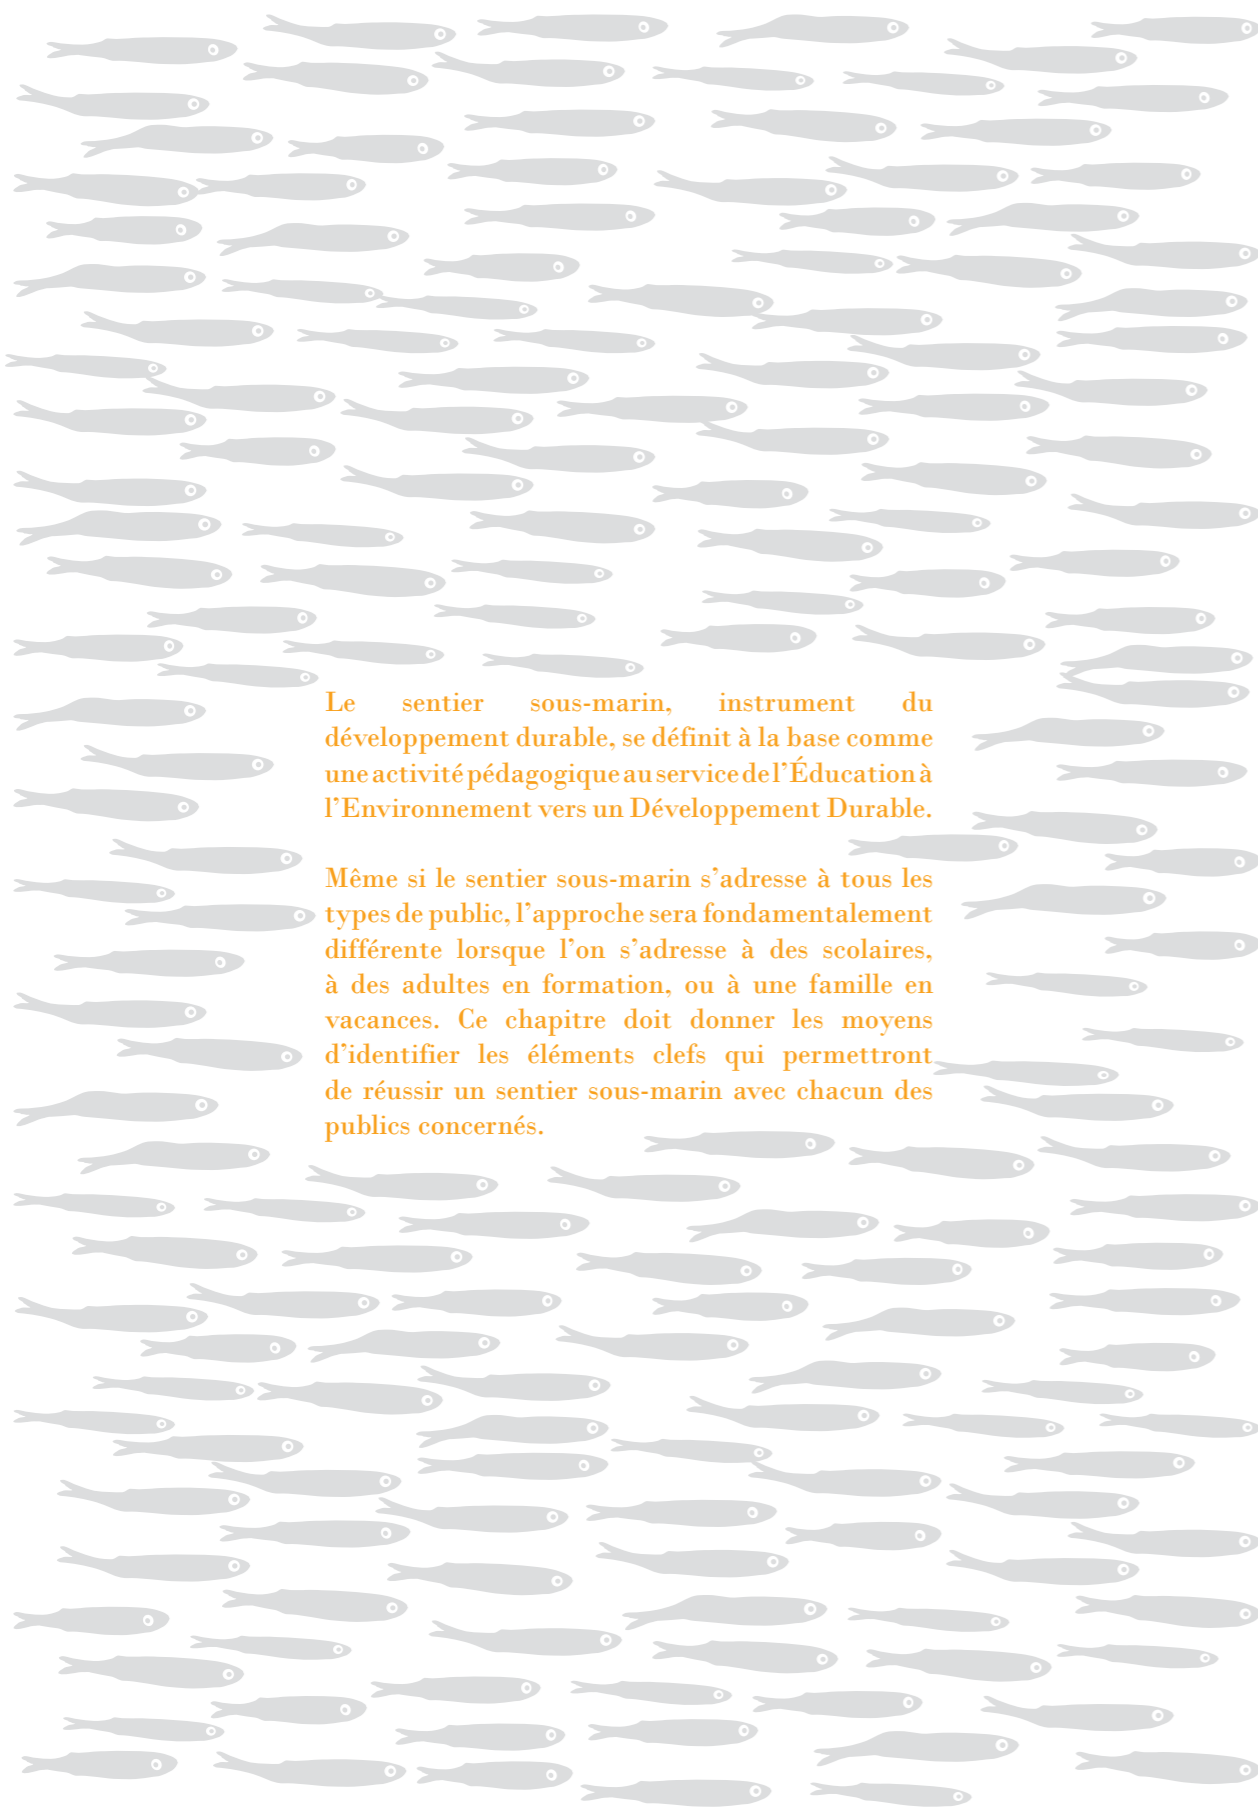 Le sentier sous-marin, instrument du
développement durable, se définit à la base comme
une activité pédagogique au service de l’Éducation à
l’Environnement vers un Développement Durable.
Même si le sentier sous-marin s’adresse à tous les
types de public, l’approche sera fondamentalement
différente lorsque l’on s’adresse à des scolaires,
à des adultes en formation, ou à une famille en
vacances. Ce chapitre doit donner les moyens
d’identifier les éléments clefs qui permettront
de réussir un sentier sous-marin avec chacun des
publics concernés.